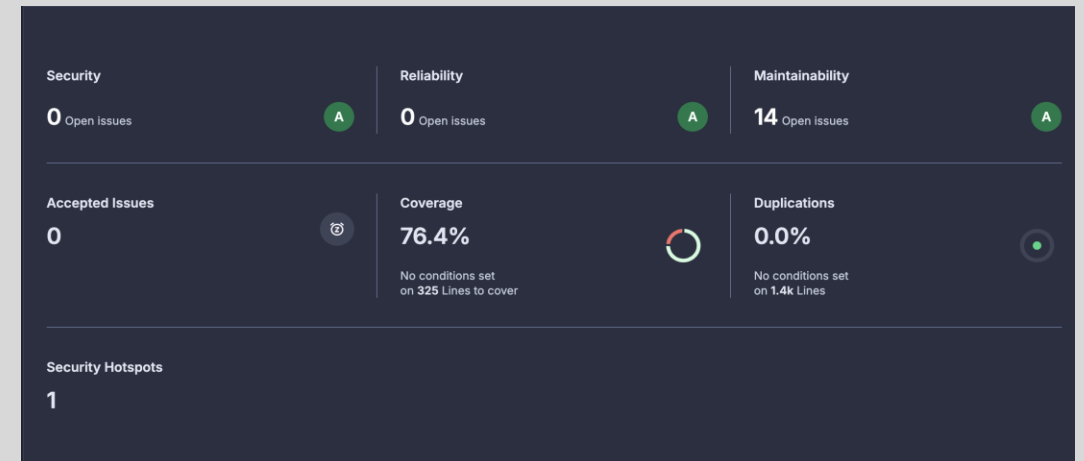 Security
0 Open issues
A
Reliability
0 Open issues
A
Maintainability
14 Open issues
A
Accepted Issues
0
Coverage
76.4%
No conditions set
on 325 Lines to cover
Duplications
0.0%
No conditions set
on 1.4k Lines
Security Hotspots
1